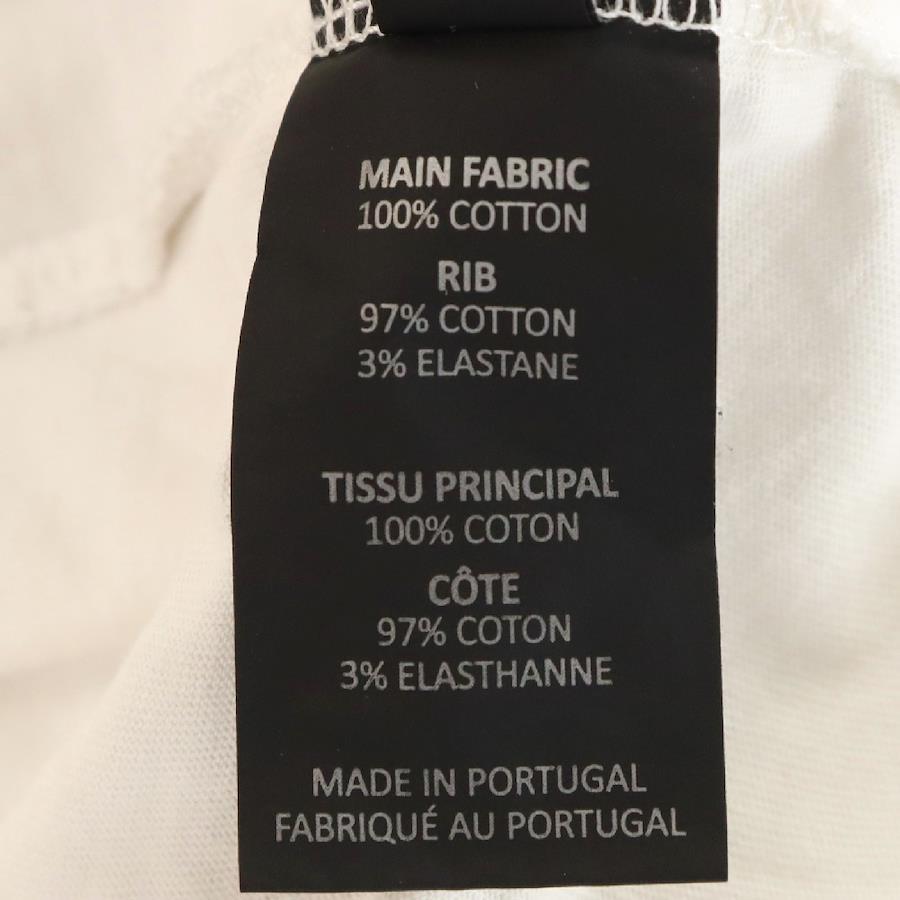 MAIN FABRIC
100% COTTON
RIB
97% COTTON
3% ELASTANE
TISSU PRINCIPAL
100% COTON
CÔTE
97% COTON
3% ELASTHANNE
MADE IN PORTUGAL
FABRIQUÉ AU PORTUGAL